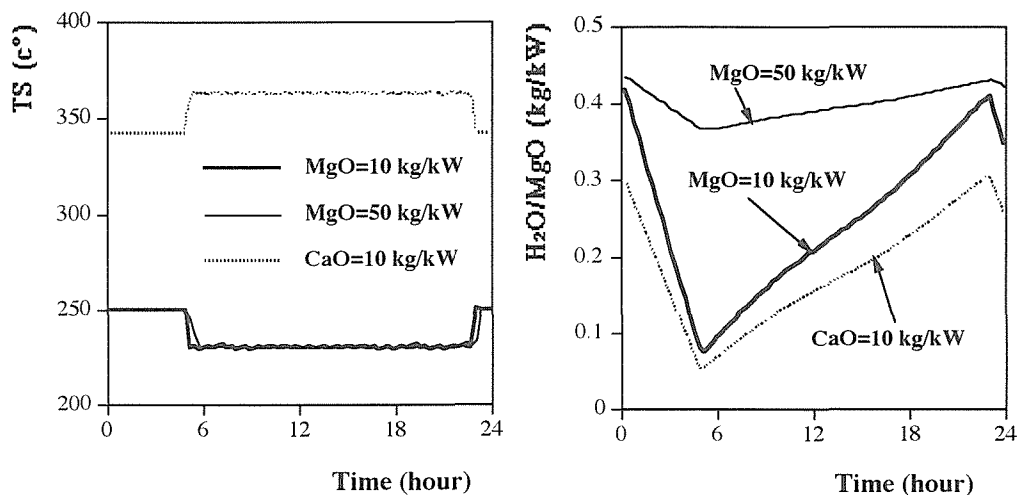 TS (c°)
400
350
300
250
200
MgO=10 kg/kW
MgO=50 kg/kW
CaO=10 kg/kW
0
6
12
18
24
Time (hour)
H₂O/MgO (kg/kW)
0.5
0.4
0.3
0.2
0.1
0
MgO=50 kg/kW
MgO=10 kg/kW
CaO=10 kg/kW
0
6
12
18
24
Time (hour)